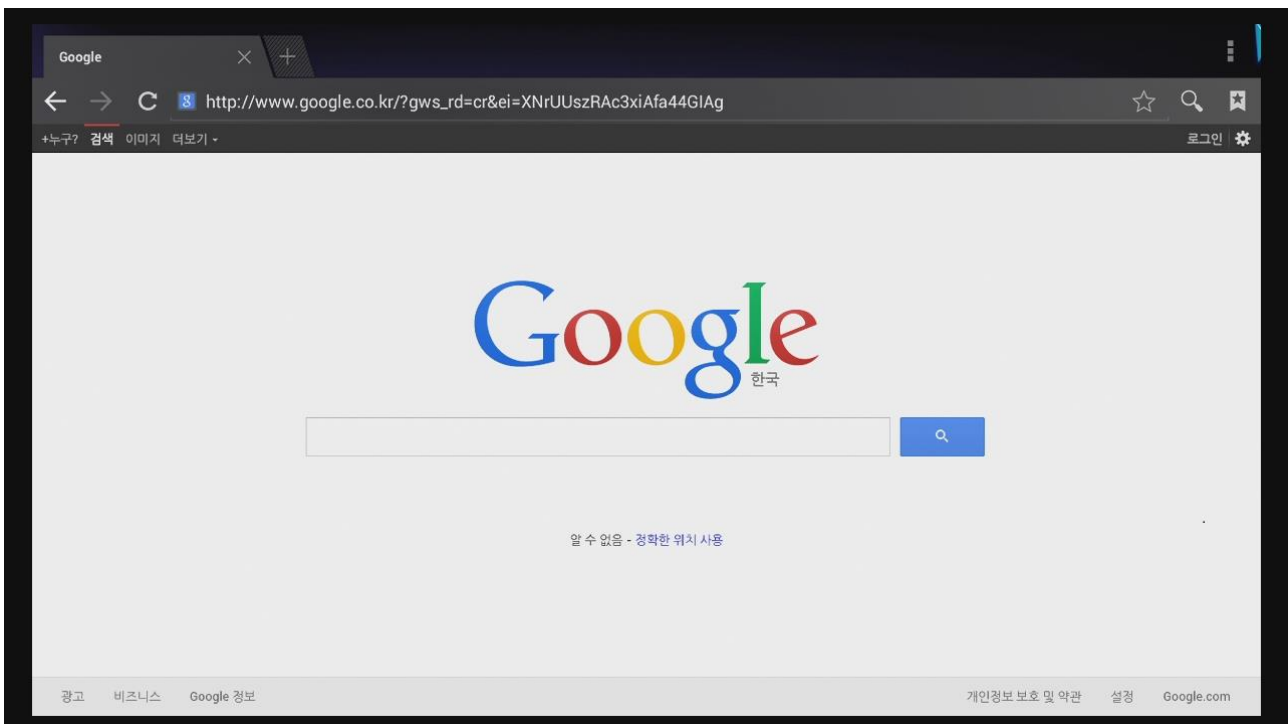 Google
http://www.google.co.kr/?gws_rd=cr&ei=XNrUUszRAc3xiAfa44GIAg
+누구? 검색 이미지 더보기 로그인
Google
한국
알 수 없음 - 정확한 위치 사용
광고 비즈니스 Google 정보 개인정보 보호 및 약관 설정 Google.com